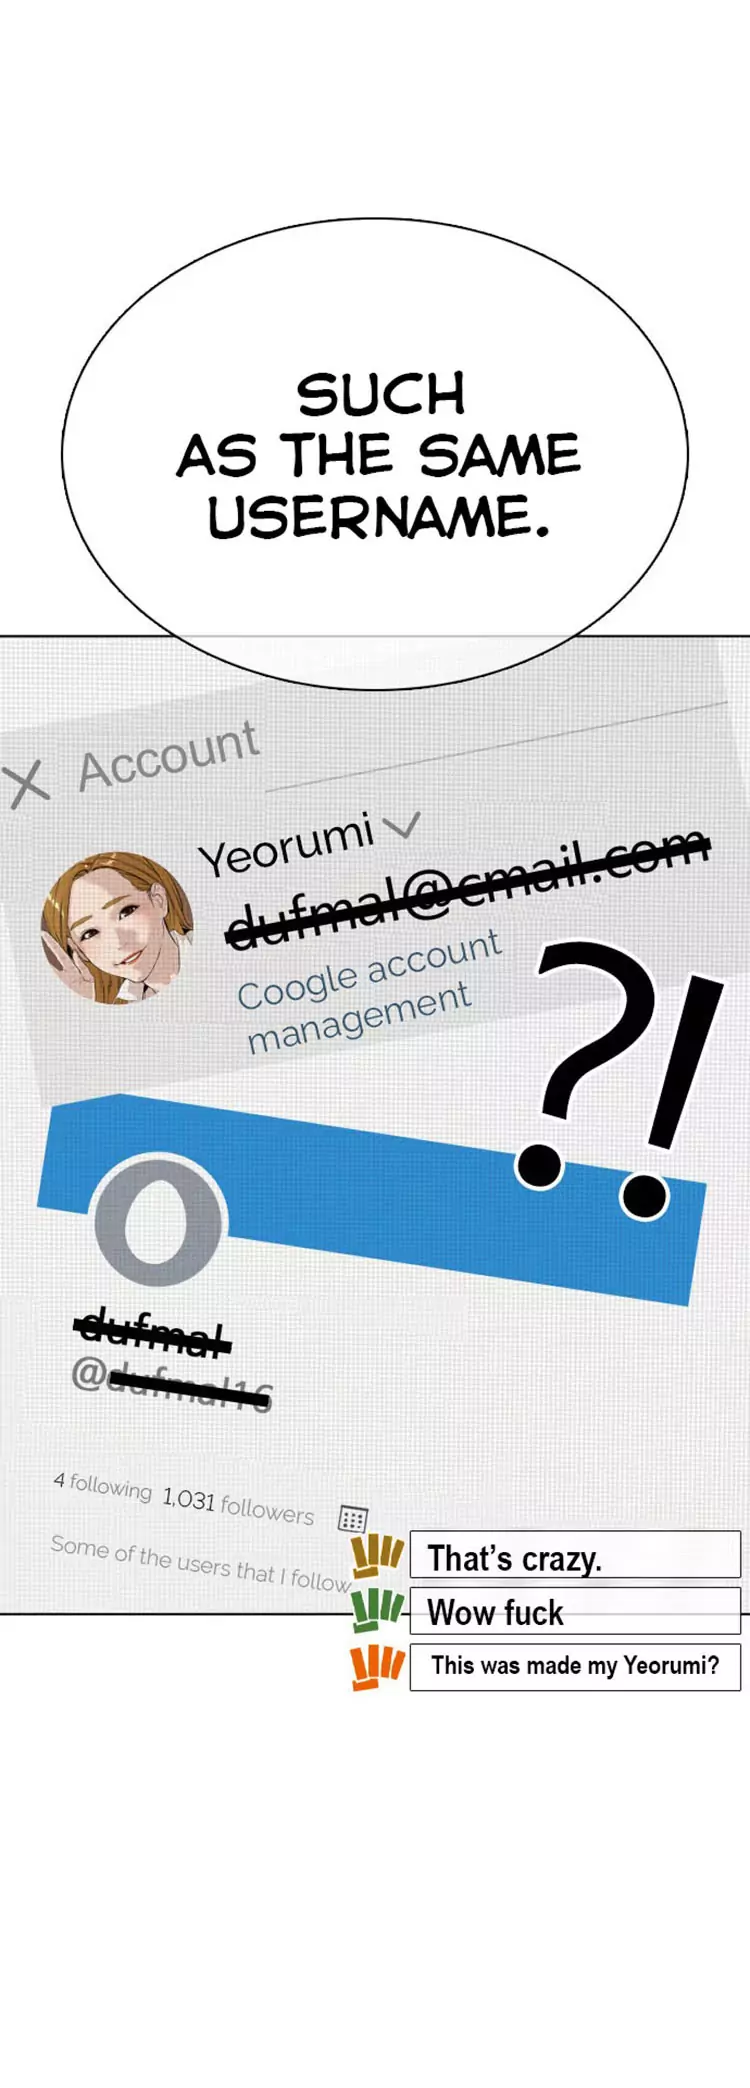 SUCH
AS THE SAME
USERNAME.
Account
Yeorumi
dufmal@cmail.com
Coogle account
management
?!
dufmal
@dufmal16
4 following 1,031 followers
Some of the users that I follow
That's crazy.
Wow fuck
This was made my Yeorumi?